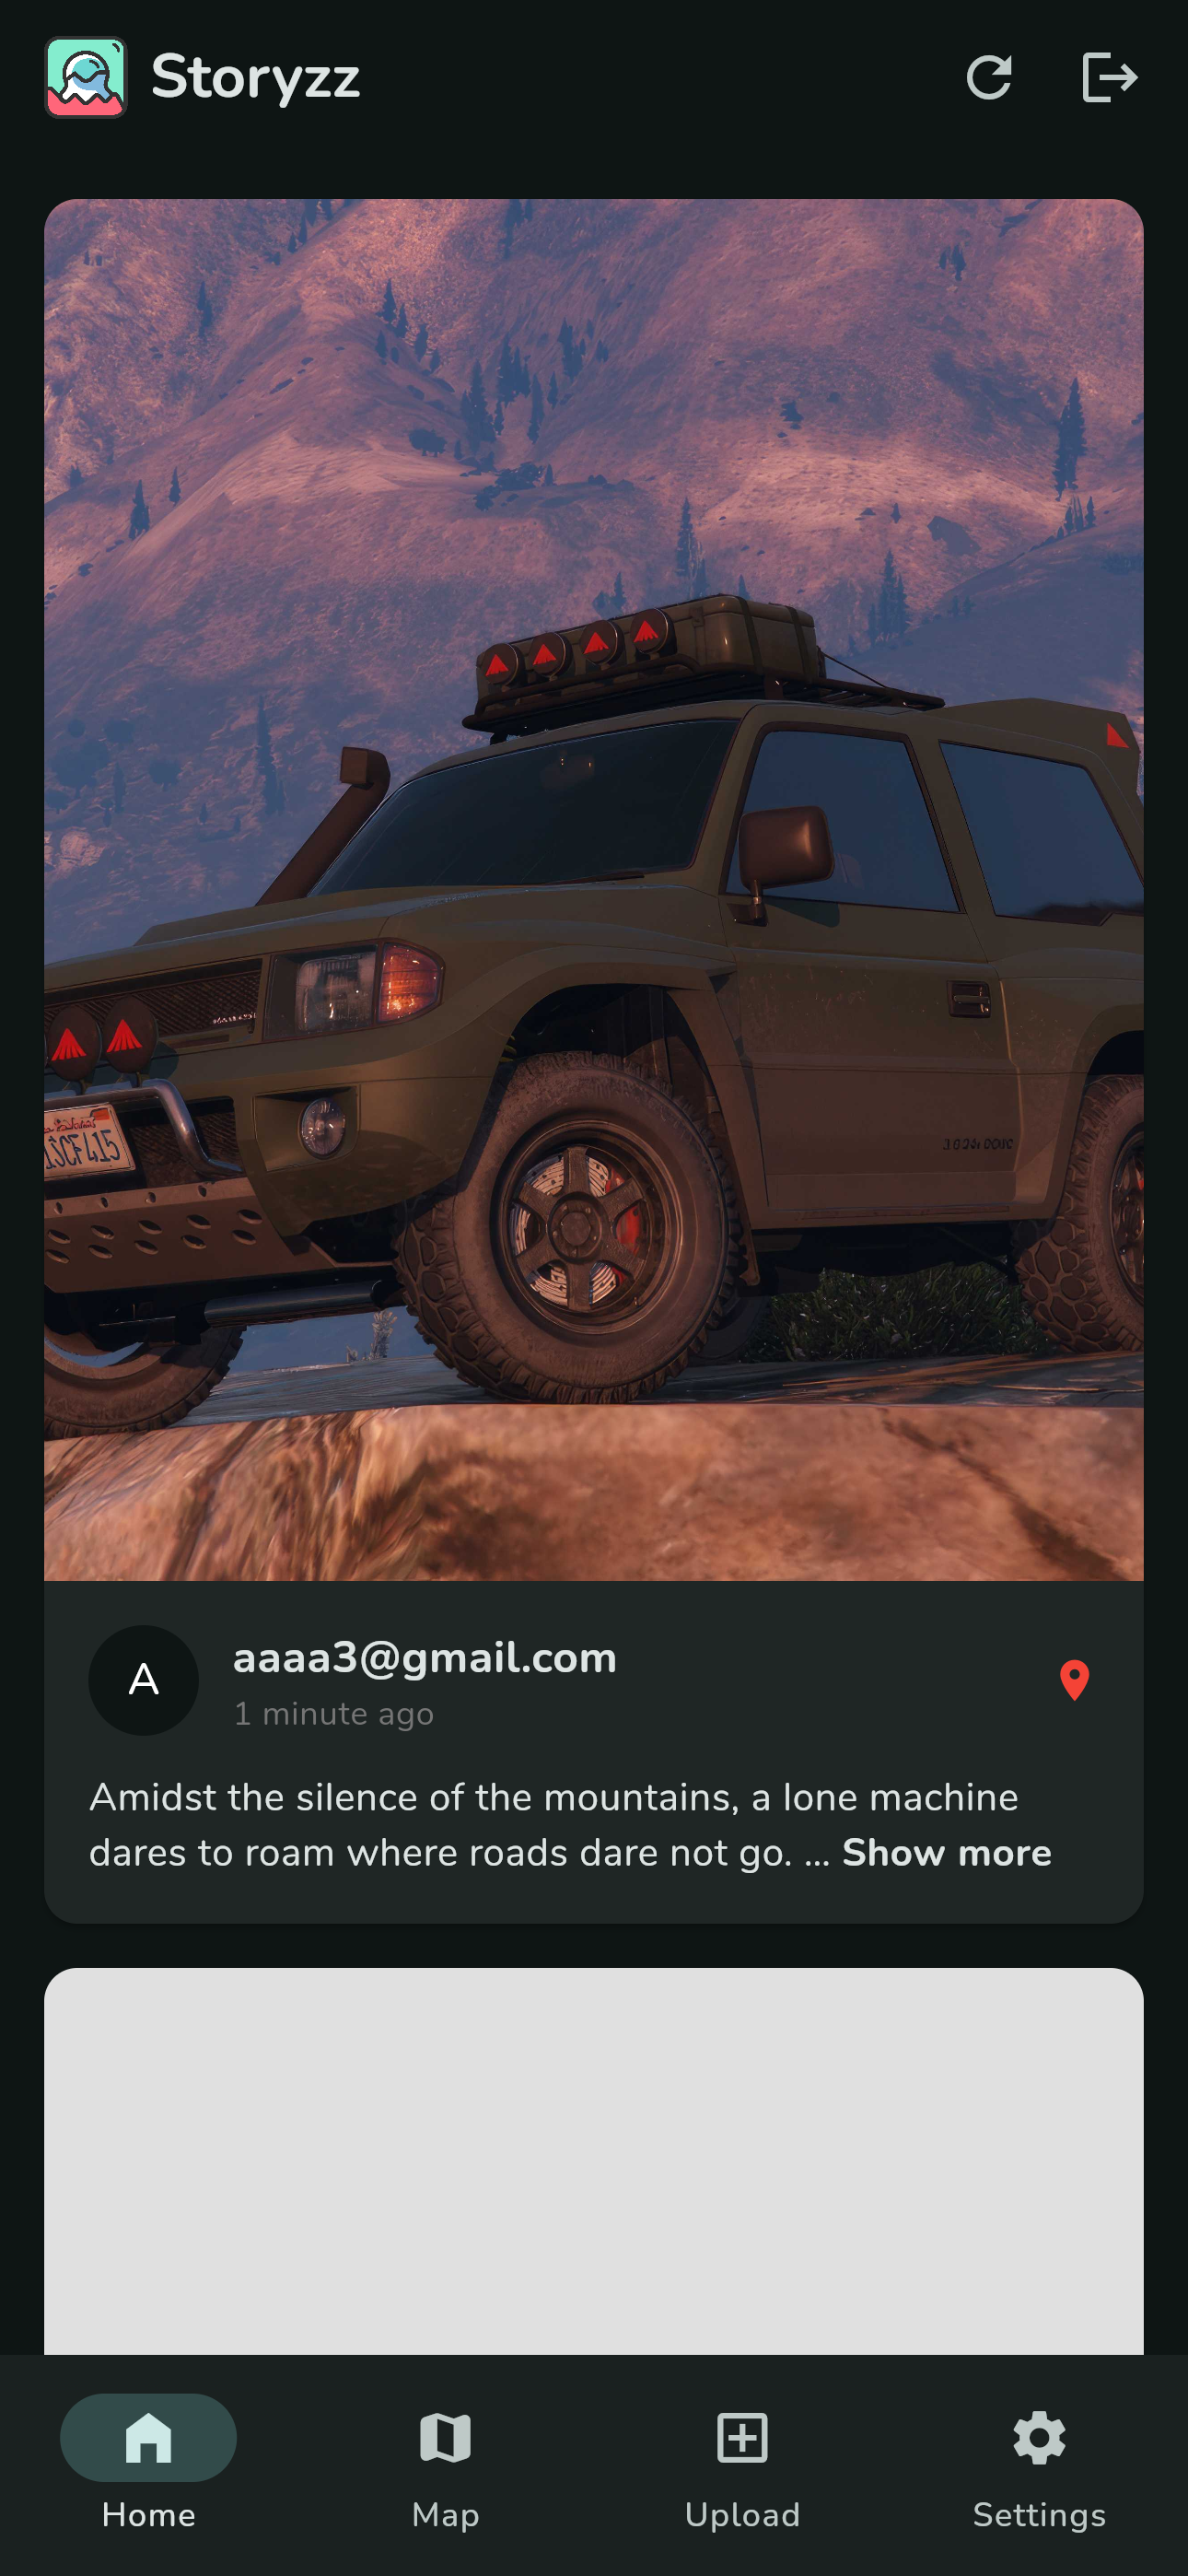 Storyzz
A
aaaa3@gmail.com
1 minute ago
Amidst the silence of the mountains, a lone machine
dares to roam where roads dare not go. ... Show more
Home
Map
Upload
Settings